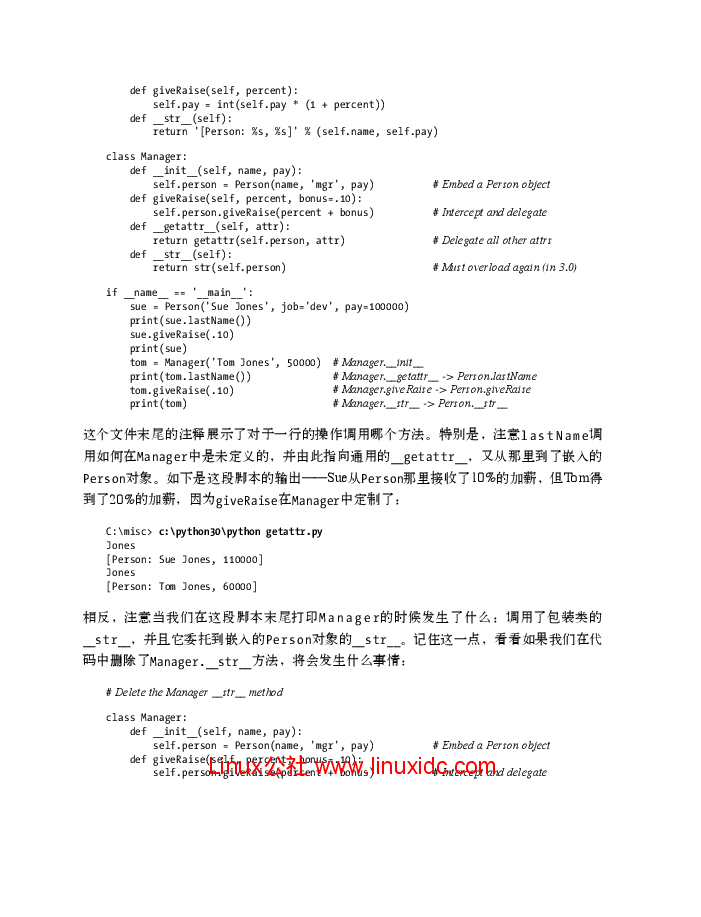 def giveRaise(self, percent):
self.pay = int(self.pay * (1 + percent))
def __str__(self):
return '[Person: %s, %s]' % (self.name, self.pay)
class Manager:
def __init__(self, name, pay):
self.person = Person(name, 'mgr', pay) # Embed a Person object
def giveRaise(self, percent, bonus=.10):
self.person.giveRaise(percent + bonus) # Intercept and delegate
def __getattr__(self, attr):
return getattr(self.person, attr) # Delegate all other attrs
def __str__(self):
return str(self.person) # Must overload again (in 3.0)
if __name__ == '__main__':
sue = Person('Sue Jones', job='dev', pay=100000)
print(sue.lastName())
sue.giveRaise(.10)
print(sue)
tom = Manager('Tom Jones', 50000) # Manager.__init__
print(tom.lastName()) # Manager.__getattr__ -> Person.lastName
tom.giveRaise(.10) # Manager.giveRaise -> Person.giveRaise
print(tom) # Manager.__str__ -> Person.__str__
这个文件末尾的注释展示了对于一行的操作调用哪个方法。特别是，注意lastName调
用如何在Manager中是未定义的，并由此指向通用的__getattr__，又从那里到了嵌入的
Person对象。如下是这段脚本的输出——Sue从Person那里接收了10%的加薪，但Tom得
到了20%的加薪，因为giveRaise在Manager中定制了：
C:\misc> c:\python30\python getattr.py
Jones
[Person: Sue Jones, 110000]
Jones
[Person: Tom Jones, 60000]
相反，注意当我们在这段脚本末尾打印Manager的时候发生了什么：调用了包装类的
__str__，并且它委托到嵌入的Person对象的__str__。记住这一点，看看如果我们在代
码中删除了Manager.__str__方法，将会发生什么事情：
# Delete the Manager __str__ method
class Manager:
def __init__(self, name, pay):
self.person = Person(name, 'mgr', pay) # Embed a Person object
def giveRaise(self, percent, bonus=.10):
Linux公社 www.linuxidc.com
self.person.giveRaise(percent + bonus) # Intercept and delegate